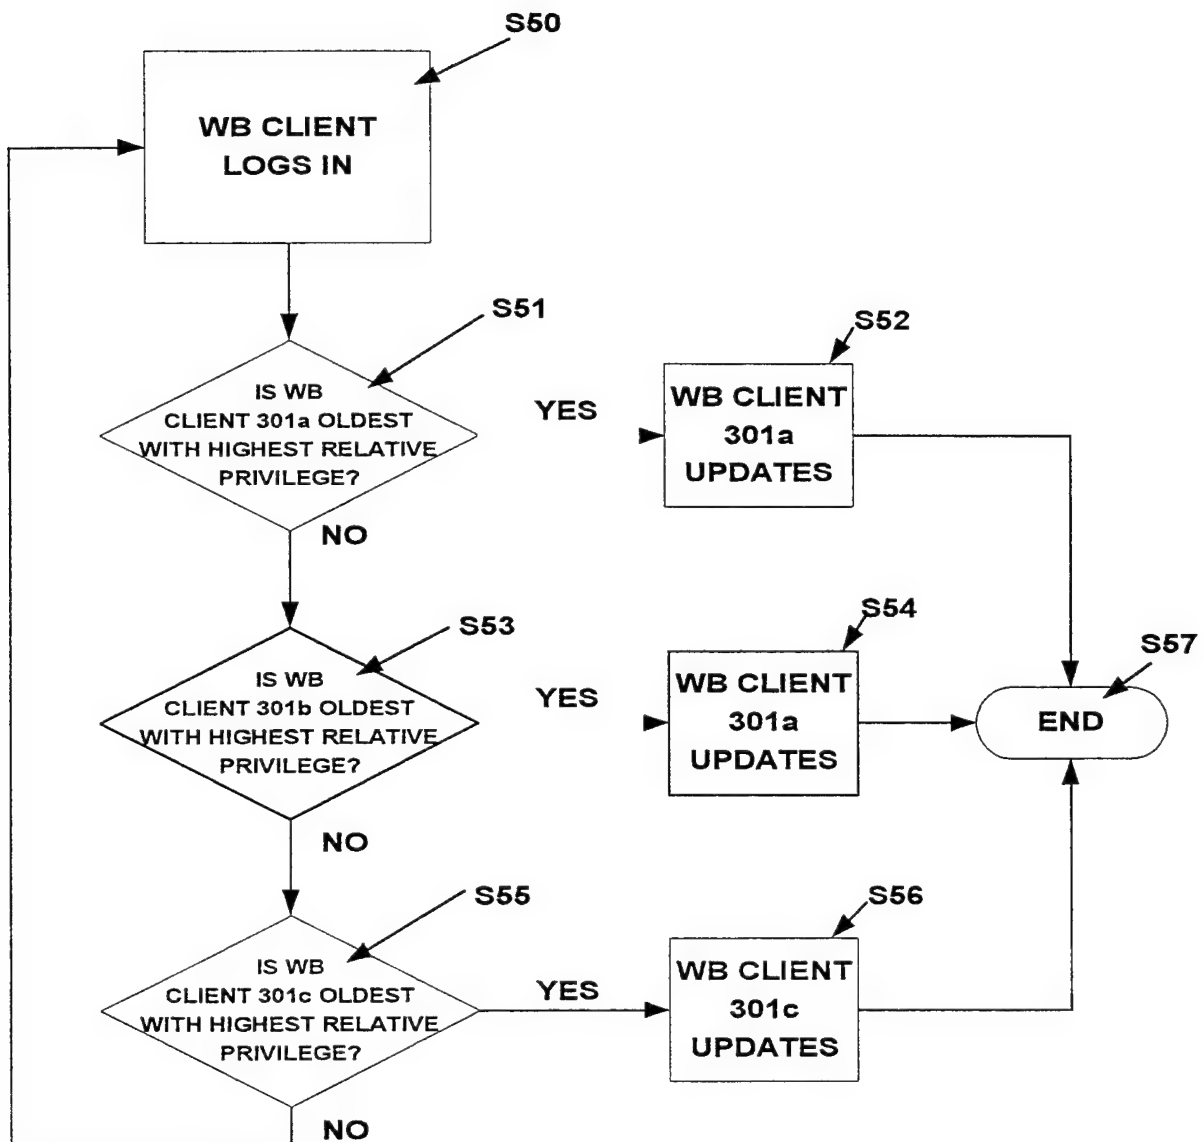 S50
WB CLIENT
LOGS IN
S51
IS WB
CLIENT 301a OLDEST
WITH HIGHEST RELATIVE
PRIVILEGE?
YES
S52
WB CLIENT
301a
UPDATES
NO
S53
IS WB
CLIENT 301b OLDEST
WITH HIGHEST RELATIVE
PRIVILEGE?
YES
S54
WB CLIENT
301a
UPDATES
S57
END
NO
S55
IS WB
CLIENT 301c OLDEST
WITH HIGHEST RELATIVE
PRIVILEGE?
YES
S56
WB CLIENT
301c
UPDATES
NO